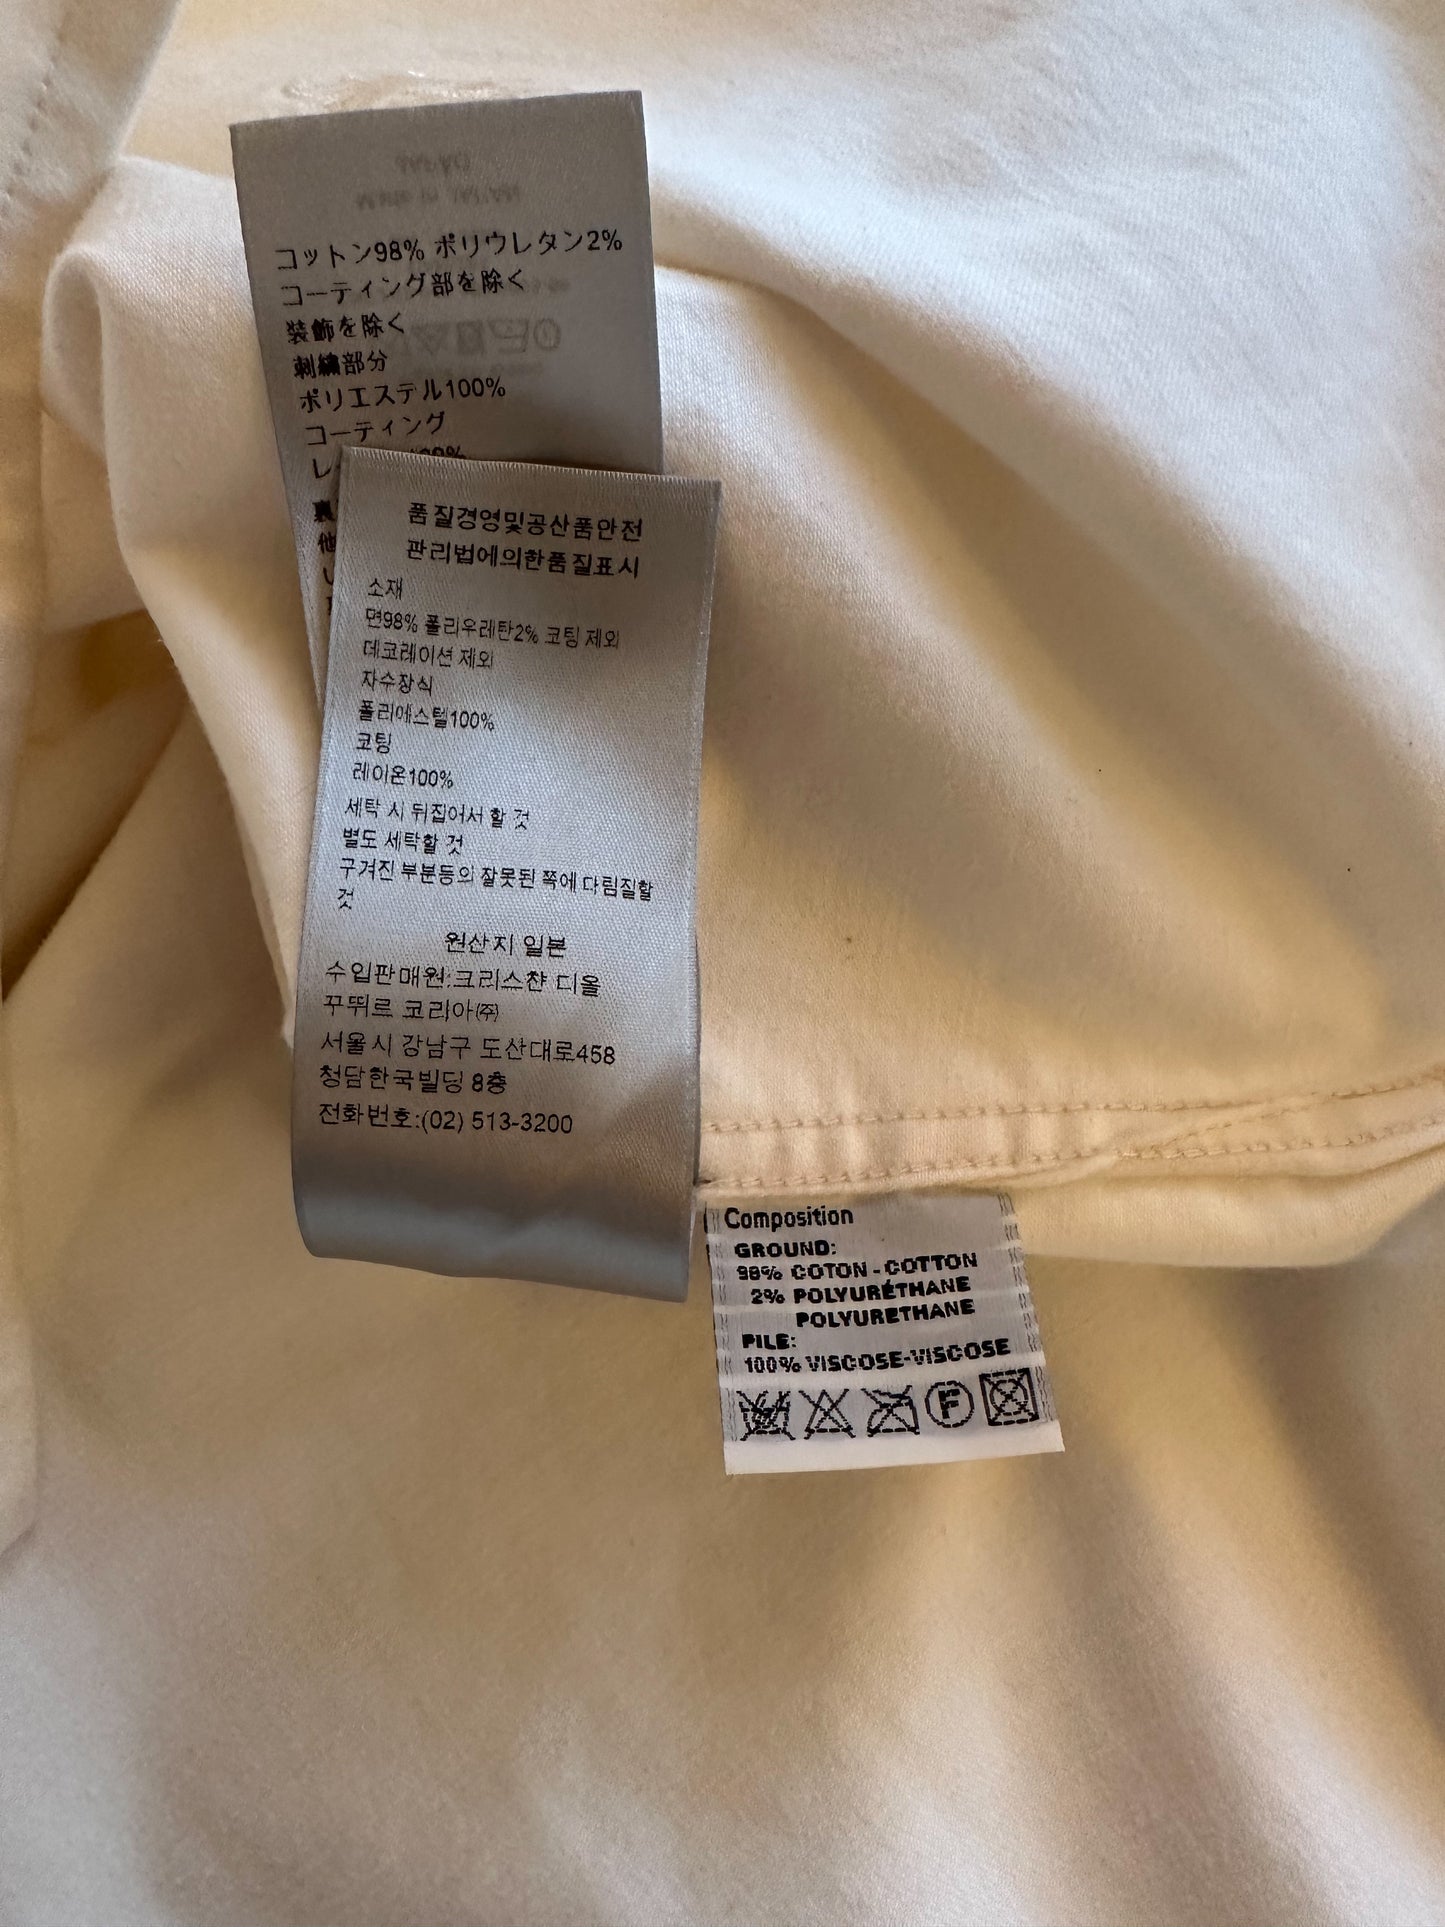 コットン98% ポリウレタン2%
コーティング部を除く
装飾を除く
刺繍部分
ポリエステル100%
コーティング
レ
裏
他
품질경영및공산품안전
관리법에의한품질표시
소재
면98% 폴리우레탄2% 코팅 제외
데코레이션 제외
자수장식
폴리에스텔100%
코팅
레이온100%
세탁 시 뒤집어서 할 것
별도 세탁할 것
구겨진 부분등의 잘못된 쪽에 다림질할
것
원산지 일본
수입판매원:크리스챤 디올
꾸뛰르 코리아㈜
서울시 강남구 도산대로458
청담한국빌딩 8층
전화번호:(02) 513-3200
Composition
GROUND:
98% COTON - COTTON
2% POLYURÉTHANE
POLYURETHANE
PILE:
100% VISCOSE-VISCOSE
F